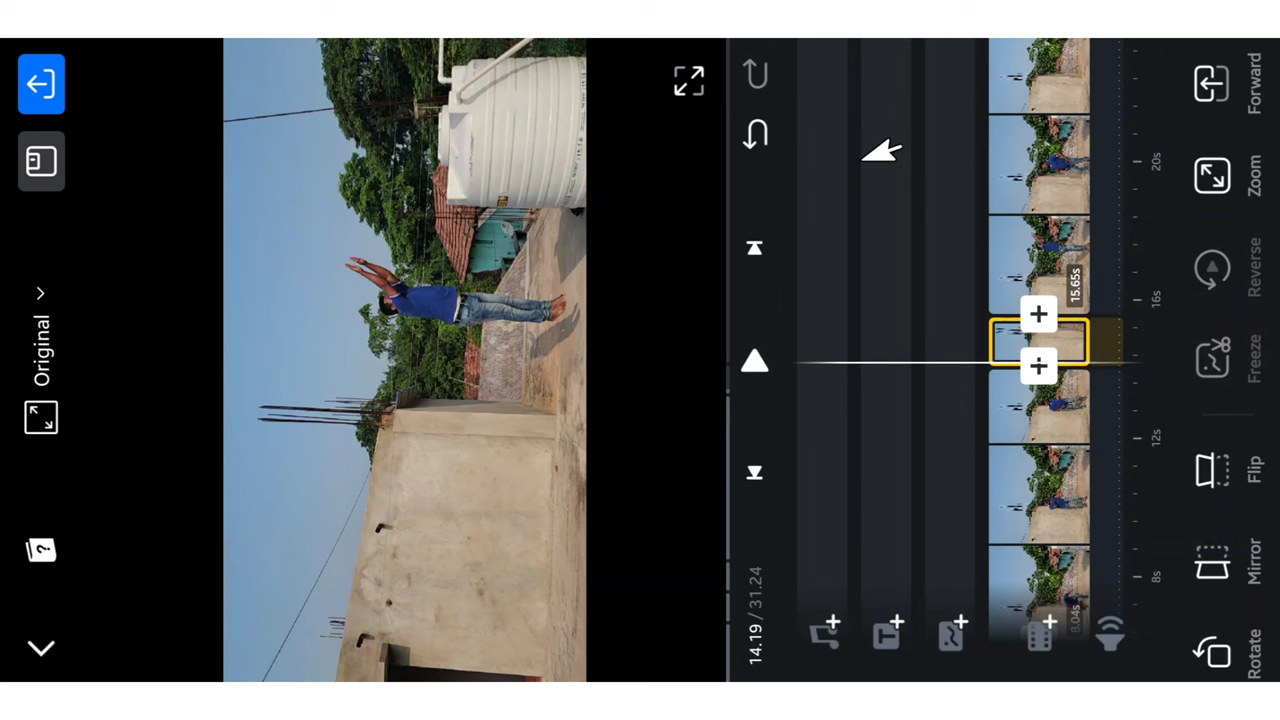 Original
?
14.19 / 31.24
8.04s
15.65s
8s
12s
16s
20s
Rotate
Mirror
Flip
Freeze
Reverse
Zoom
Forward